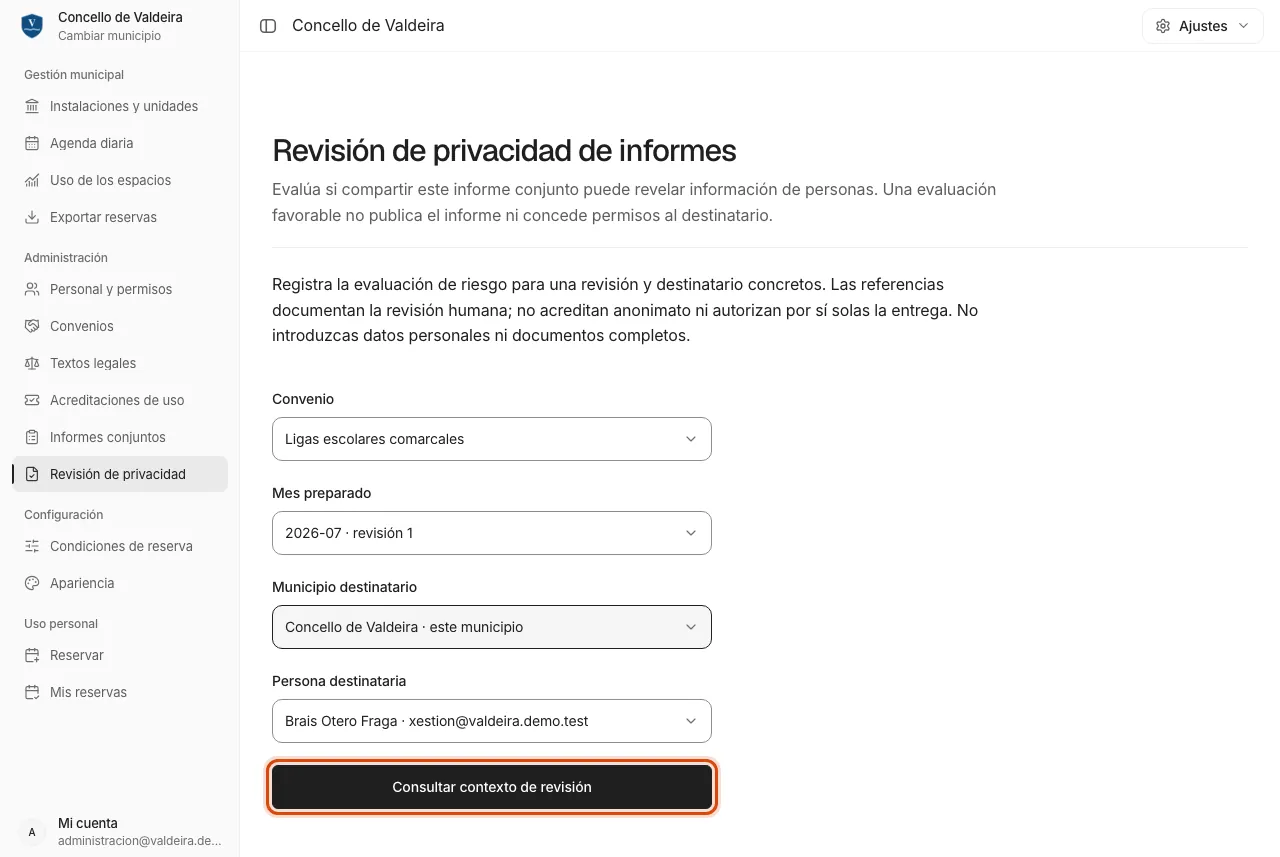 V
Concello de Valdeira
Cambiar municipio
Gestión municipal
Instalaciones y unidades
Agenda diaria
Uso de los espacios
Exportar reservas
Administración
Personal y permisos
Convenios
Textos legales
Acreditaciones de uso
Informes conjuntos
Revisión de privacidad
Configuración
Condiciones de reserva
Apariencia
Uso personal
Reservar
Mis reservas
A
Mi cuenta
administracion@valdeira.de...
Concello de Valdeira
Ajustes
Revisión de privacidad de informes
Evalúa si compartir este informe conjunto puede revelar información de personas. Una evaluación
favorable no publica el informe ni concede permisos al destinatario.
Registra la evaluación de riesgo para una revisión y destinatario concretos. Las referencias
documentan la revisión humana; no acreditan anonimato ni autorizan por sí solas la entrega. No
introduzcas datos personales ni documentos completos.
Convenio
Ligas escolares comarcales
Mes preparado
2026-07 · revisión 1
Municipio destinatario
Concello de Valdeira · este municipio
Persona destinataria
Brais Otero Fraga · xestion@valdeira.demo.test
Consultar contexto de revisión